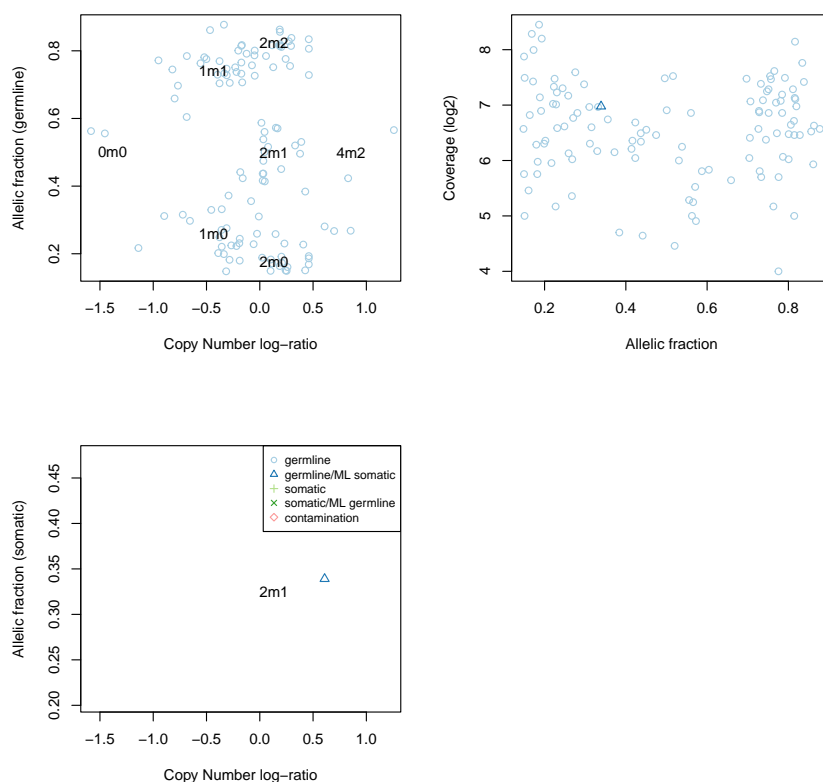 Allelic fraction (germline)
0.8
0.6
0.4
0.2
2m2
1m1
0m0
2m1
4m2
1m0
2m0
−1.5 −1.0 −0.5 0.0 0.5 1.0
Copy Number log−ratio
Coverage (log2)
8
7
6
5
4
0.2 0.4 0.6 0.8
Allelic fraction
Allelic fraction (somatic)
0.45
0.40
0.35
0.30
0.25
0.20
germline
germline/ML somatic
somatic
somatic/ML germline
contamination
2m1
−1.5 −1.0 −0.5 0.0 0.5 1.0
Copy Number log−ratio